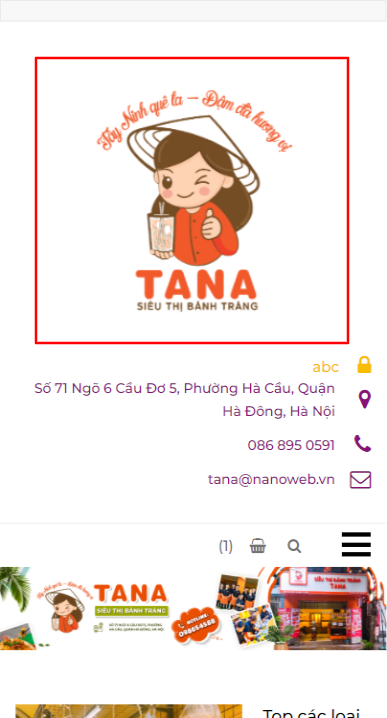 Tây Ninh quê ta – Đậm đà hương vị
TANA
SIÊU THỊ BÁNH TRÁNG
abc
Số 71 Ngõ 6 Cầu Đơ 5, Phường Hà Cầu, Quận
Hà Đông, Hà Nội
086 895 0591
tana@nanoweb.vn
(1)
TANA
SIÊU THỊ BÁNH TRÁNG
HOTLINE:
SIÊU THỊ BÁNH TRÁNG
TANA
Top các loại